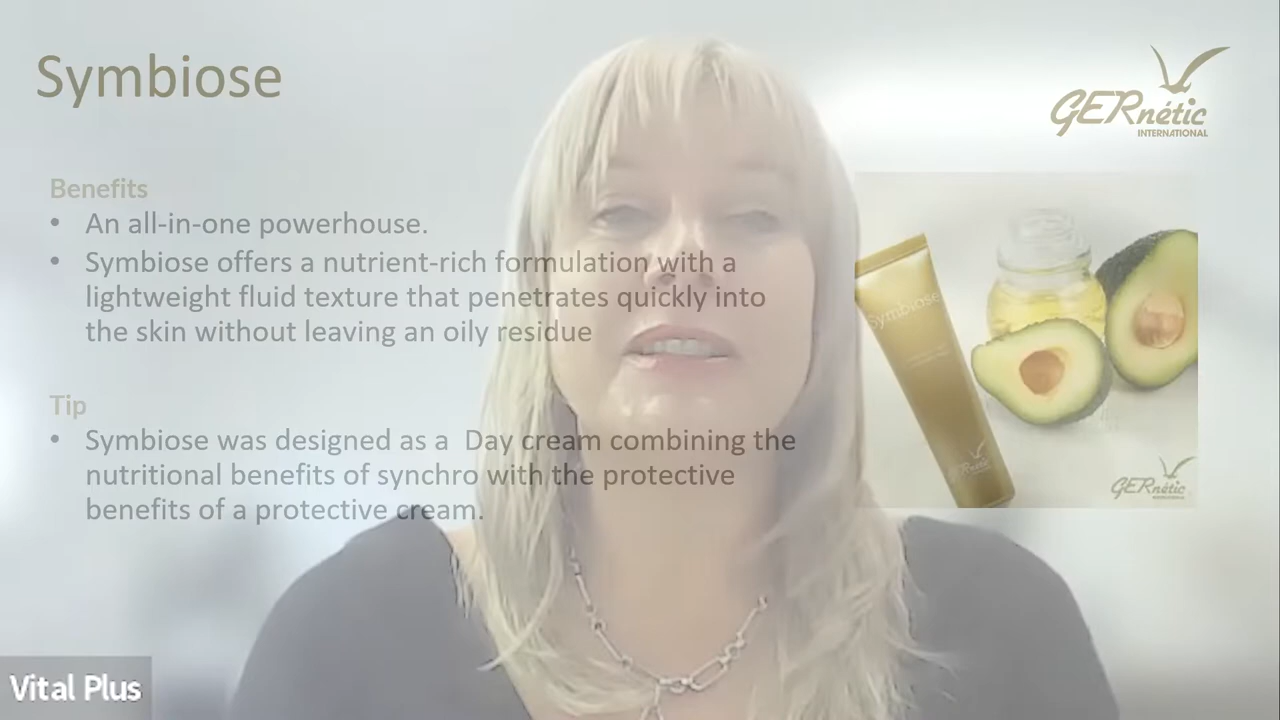 Symbiose
GERnétic
INTERNATIONAL
Benefits
• An all-in-one powerhouse.
• Symbiose offers a nutrient-rich formulation with a
lightweight fluid texture that penetrates quickly into
the skin without leaving an oily residue
Symbiose
Tip
• Symbiose was designed as a  Day cream combining the
nutritional benefits of synchro with the protective
benefits of a protective cream.
GERnétic
GERnétic
INTERNATIONAL
Vital Plus